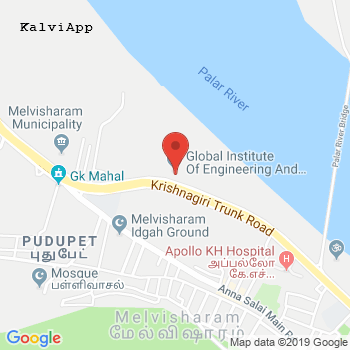 KalviApp
Palar River
Palar River Bridge
Melvisharam
Municipality
Global Institute
Of Engineering And...
Gk Mahal
Krishnagiri Trunk Road
Melvisharam
Idgah Ground
PUDUPET
புதுபேட்
Apollo KH Hospital
அப்பல்லோ
கே.எச்...
Mosque
பள்ளிவாசல்
Anna Salai Main R
Melvisharam
மேல்விஷாரம்
Google
Map data ©2019 Google